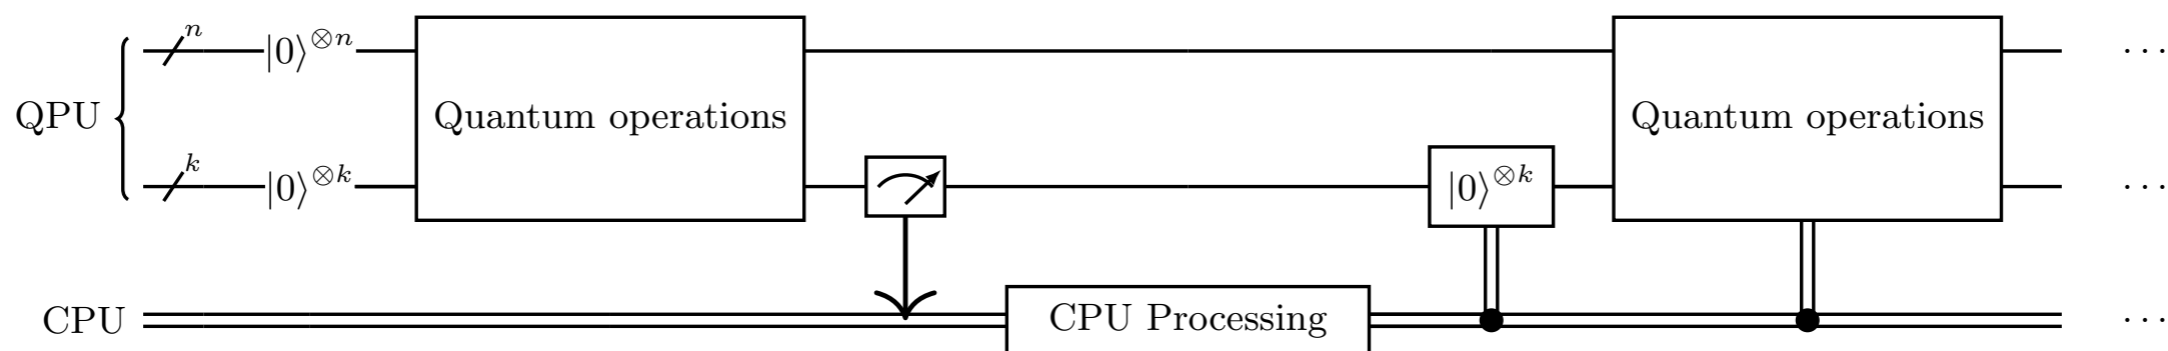 QPU
n
|0⟩⊗n
Quantum operations
Quantum operations
...
k
|0⟩⊗k
|0⟩⊗k
...
CPU
CPU Processing
...